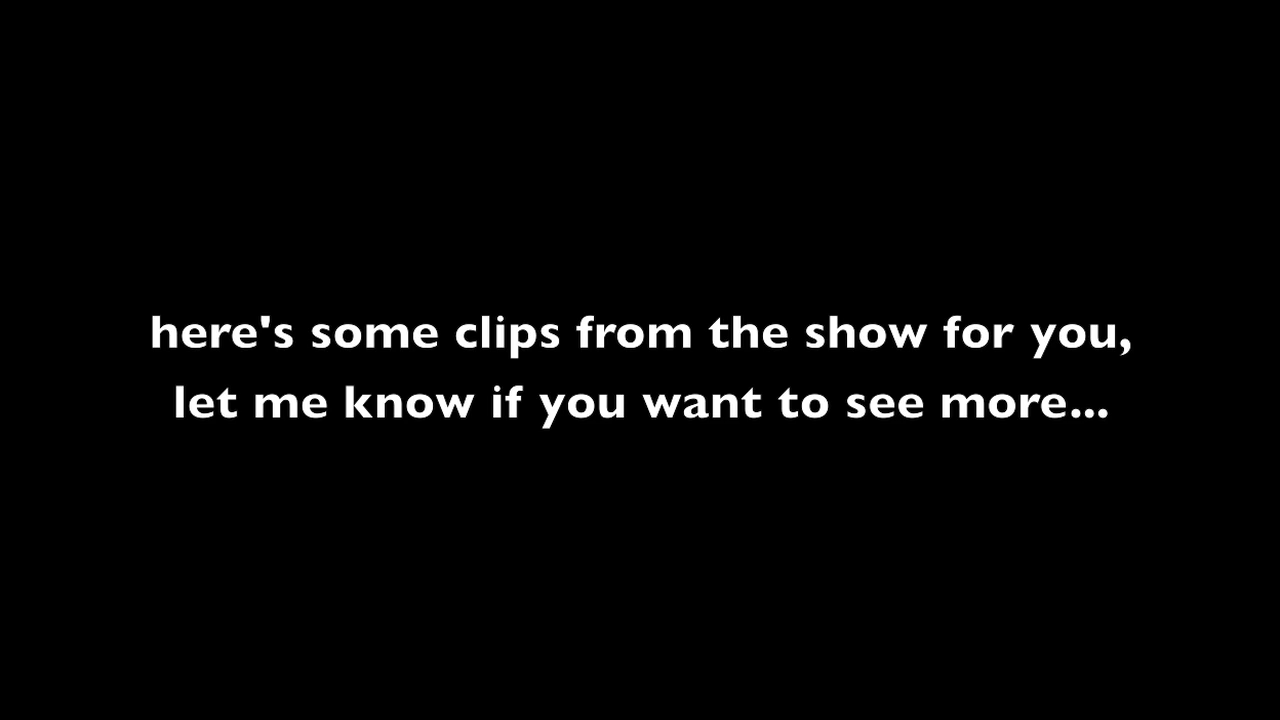 here's some clips from the show for you,
let me know if you want to see more...